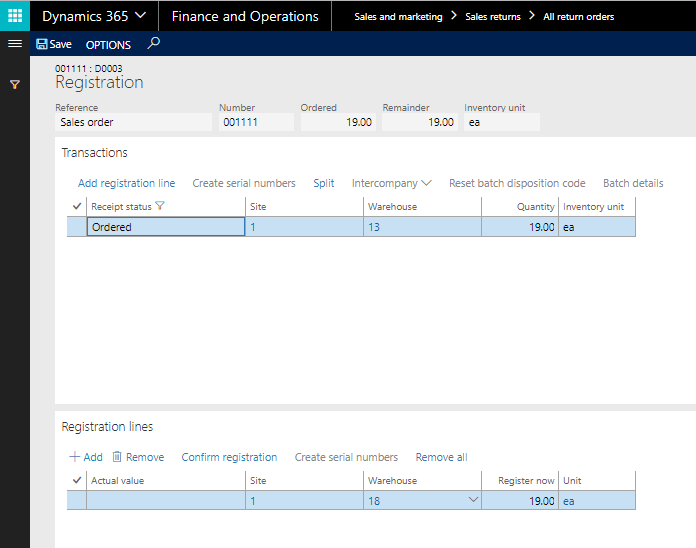 Dynamics 365 Finance and Operations Sales and marketing Sales returns All return orders
Save OPTIONS
001111 : D0003
Registration
Reference Number Ordered Remainder Inventory unit
Sales order 001111 19.00 19.00 ea
Transactions
Add registration line Create serial numbers Split Intercompany Reset batch disposition code Batch details
Receipt status Site Warehouse Quantity Inventory unit
Ordered 1 13 19.00 ea
Registration lines
Add Remove Confirm registration Create serial numbers Remove all
Actual value Site Warehouse Register now Unit
1 18 19.00 ea